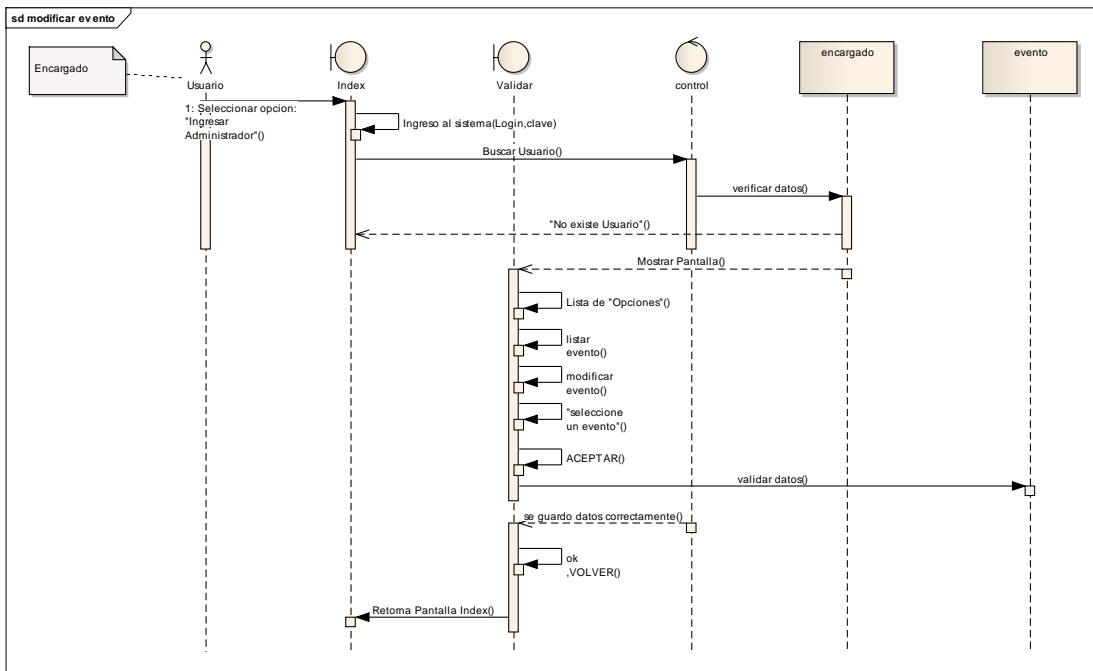 sd modificar evento
Encargado
Usuario
Index
Validar
control
encargado
evento
1: Seleccionar opcion:
"Ingresar
Administrador"()
Ingreso al sistema(Login,clave)
Buscar Usuario()
verificar datos()
"No existe Usuario"()
Mostrar Pantalla()
Lista de "Opciones"()
listar
evento()
modificar
evento()
"seleccione
un evento"()
ACEPTAR()
validar datos()
se guardo datos correctamente()
ok
,VOLVER()
Retorna Pantalla Index()